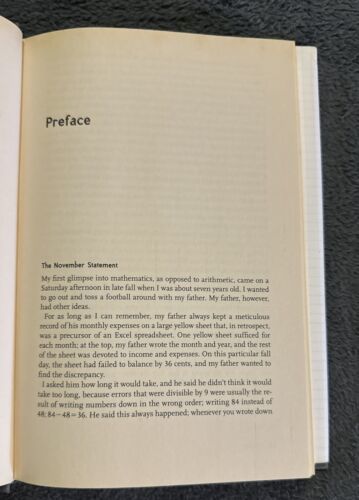 Preface
The November Statement
My first glimpse into mathematics, as opposed to arithmetic, came on a
Saturday afternoon in late fall when I was about seven years old. I wanted
to go out and toss a football around with my father. My father, however,
had other ideas.
For as long as I can remember, my father always kept a meticulous
record of his monthly expenses on a large yellow sheet that, in retrospect,
was a precursor of an Excel spreadsheet. One yellow sheet sufficed for
each month; at the top, my father wrote the month and year, and the rest
of the sheet was devoted to income and expenses. On this particular fall
day, the sheet had failed to balance by 36 cents, and my father wanted to
find the discrepancy.
I asked him how long it would take, and he said he didn't think it would
take too long, because errors that were divisible by 9 were usually the re-
sult of writing numbers down in the wrong order; writing 84 instead of
48; 84−48=36. He said this always happened; whenever you wrote down